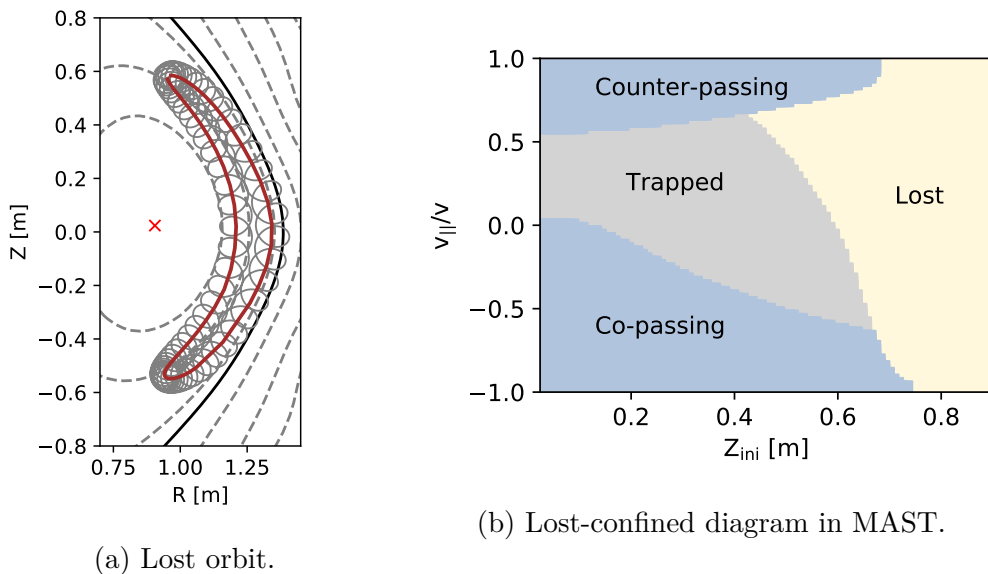 0.8
0.6
0.4
0.2
0.0
−0.2
−0.4
−0.6
−0.8
Z [m]
0.75 1.00 1.25
R [m]
(a) Lost orbit.
1.0
0.5
0.0
−0.5
−1.0
v||/v
Counter-passing
Trapped
Lost
Co-passing
0.2 0.4 0.6 0.8
Zini [m]
(b) Lost-confined diagram in MAST.